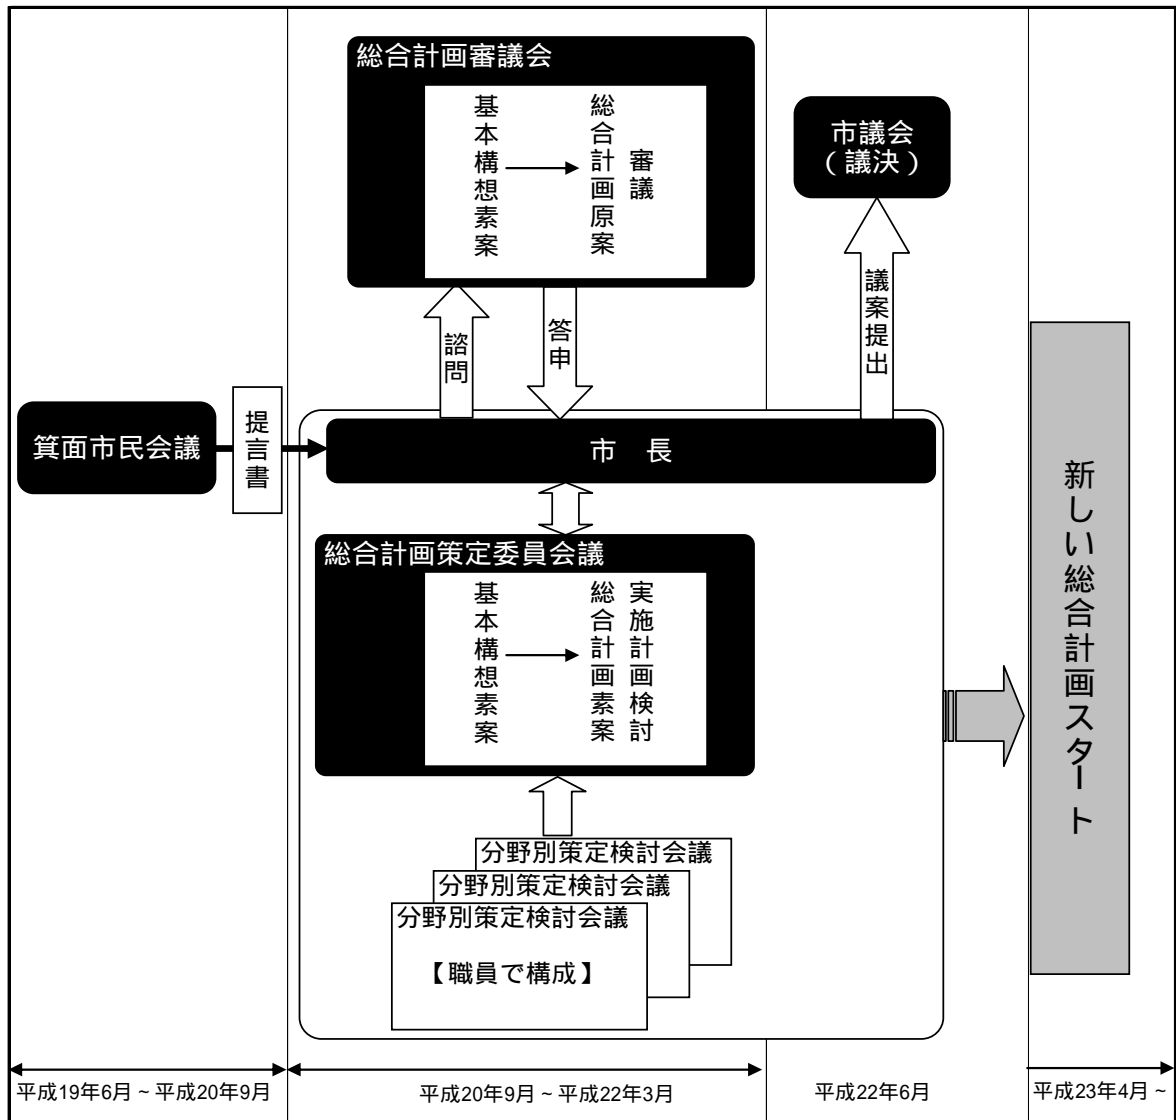 総合計画審議会
基本構想素案
総合計画原案
審議
市議会
（議決）
諮問
答申
議案提出
箕面市民会議
提言書
市　長
総合計画策定委員会議
基本構想素案
総合計画素案
実施計画検討
分野別策定検討会議
分野別策定検討会議
分野別策定検討会議
【職員で構成】
新しい総合計画スタート
平成19年6月～平成20年9月
平成20年9月～平成22年3月
平成22年6月
平成23年4月～